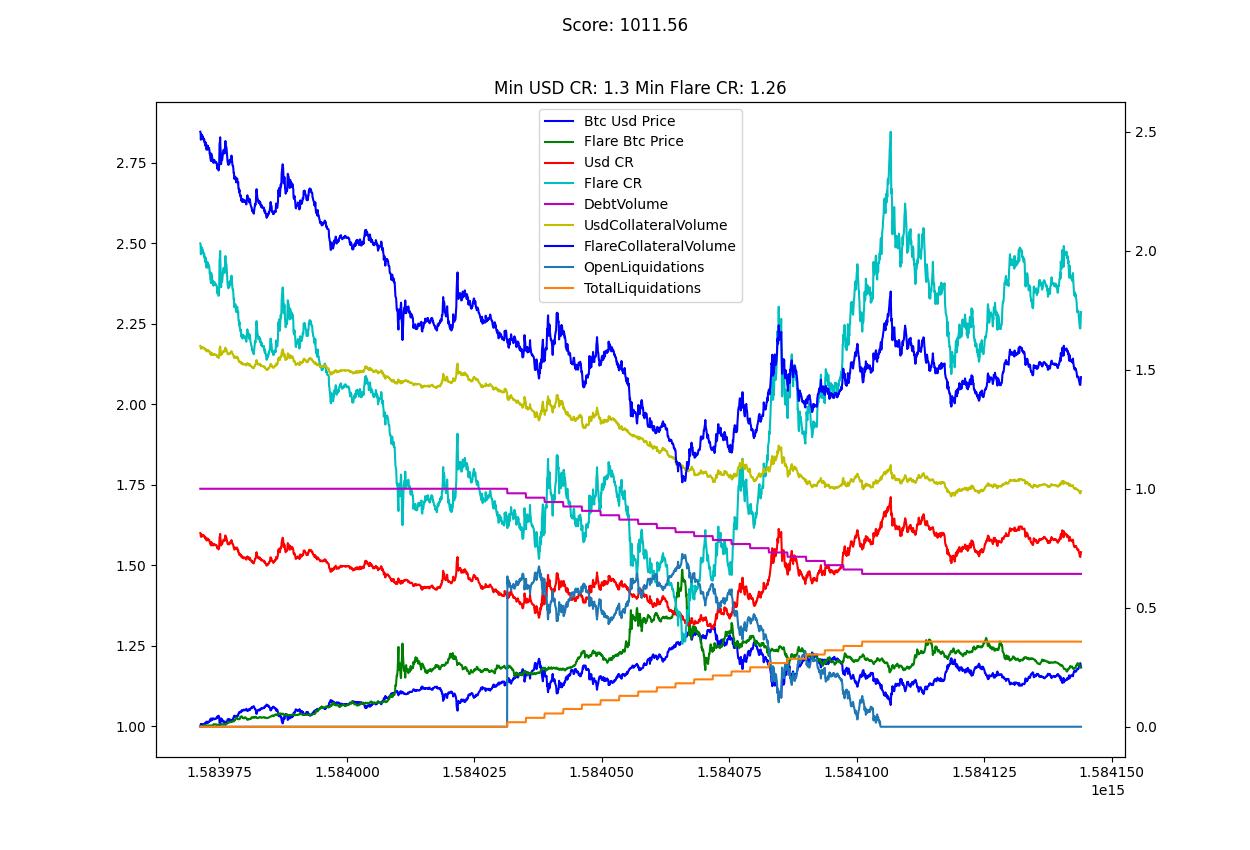 Score: 1011.56
Min USD CR: 1.3 Min Flare CR: 1.26
Btc Usd Price
Flare Btc Price
Usd CR
Flare CR
DebtVolume
UsdCollateralVolume
FlareCollateralVolume
OpenLiquidations
TotalLiquidations
2.75
2.50
2.25
2.00
1.75
1.50
1.25
1.00
2.5
2.0
1.5
1.0
0.5
0.0
1.583975 1.584000 1.584025 1.584050 1.584075 1.584100 1.584125 1.584150
1e15